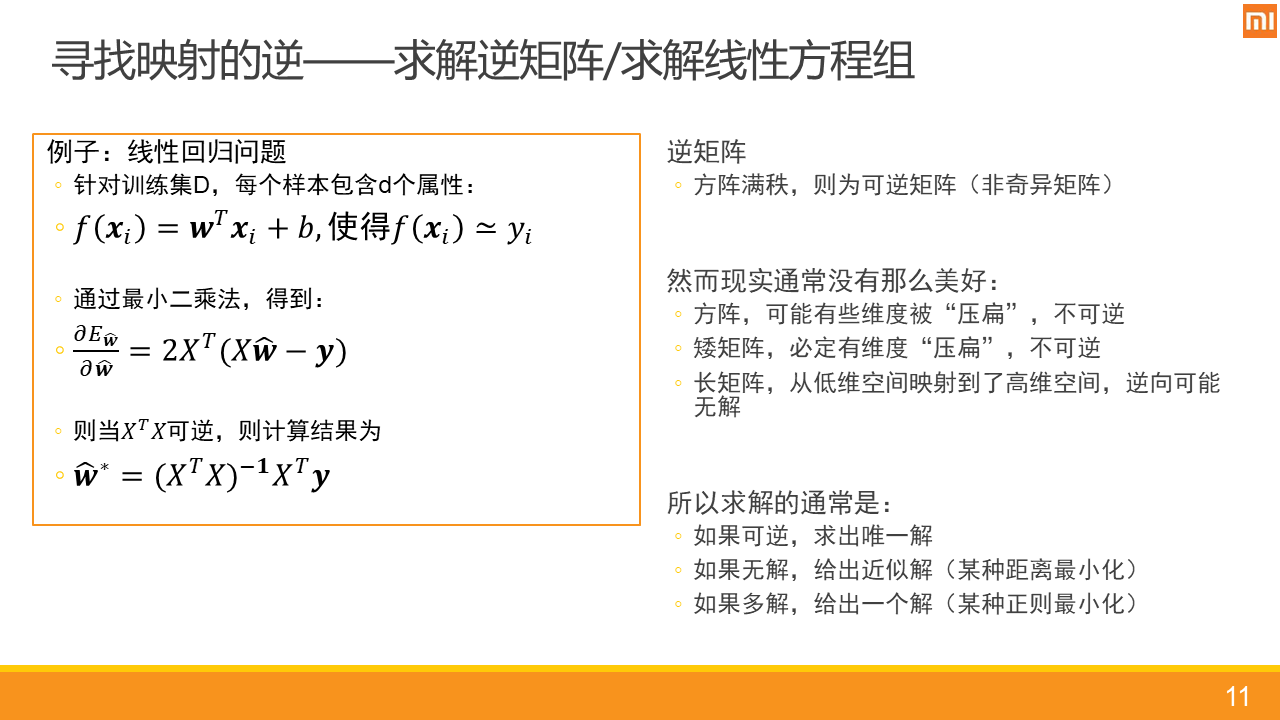 寻找映射的逆——求解逆矩阵/求解线性方程组
例子：线性回归问题
◦ 针对训练集D，每个样本包含d个属性：
◦ $f(\boldsymbol{x}_i) = \boldsymbol{w}^T\boldsymbol{x}_i + b$, 使得$f(\boldsymbol{x}_i) \simeq y_i$
◦ 通过最小二乘法，得到：
◦ $\frac{\partial E_{\hat{\boldsymbol{w}}}}{\partial \hat{\boldsymbol{w}}} = 2X^T(X\hat{\boldsymbol{w}} - \boldsymbol{y})$
◦ 则当$X^TX$可逆，则计算结果为
◦ $\hat{\boldsymbol{w}}^* = (X^TX)^{-\mathbf{1}}X^T\boldsymbol{y}$
逆矩阵
◦ 方阵满秩，则为可逆矩阵（非奇异矩阵）
然而现实通常没有那么美好：
◦ 方阵，可能有些维度被“压扁”，不可逆
◦ 矮矩阵，必定有维度“压扁”，不可逆
◦ 长矩阵，从低维空间映射到了高维空间，逆向可能
无解
所以求解的通常是：
◦ 如果可逆，求出唯一解
◦ 如果无解，给出近似解（某种距离最小化）
◦ 如果多解，给出一个解（某种正则最小化）
MI
11